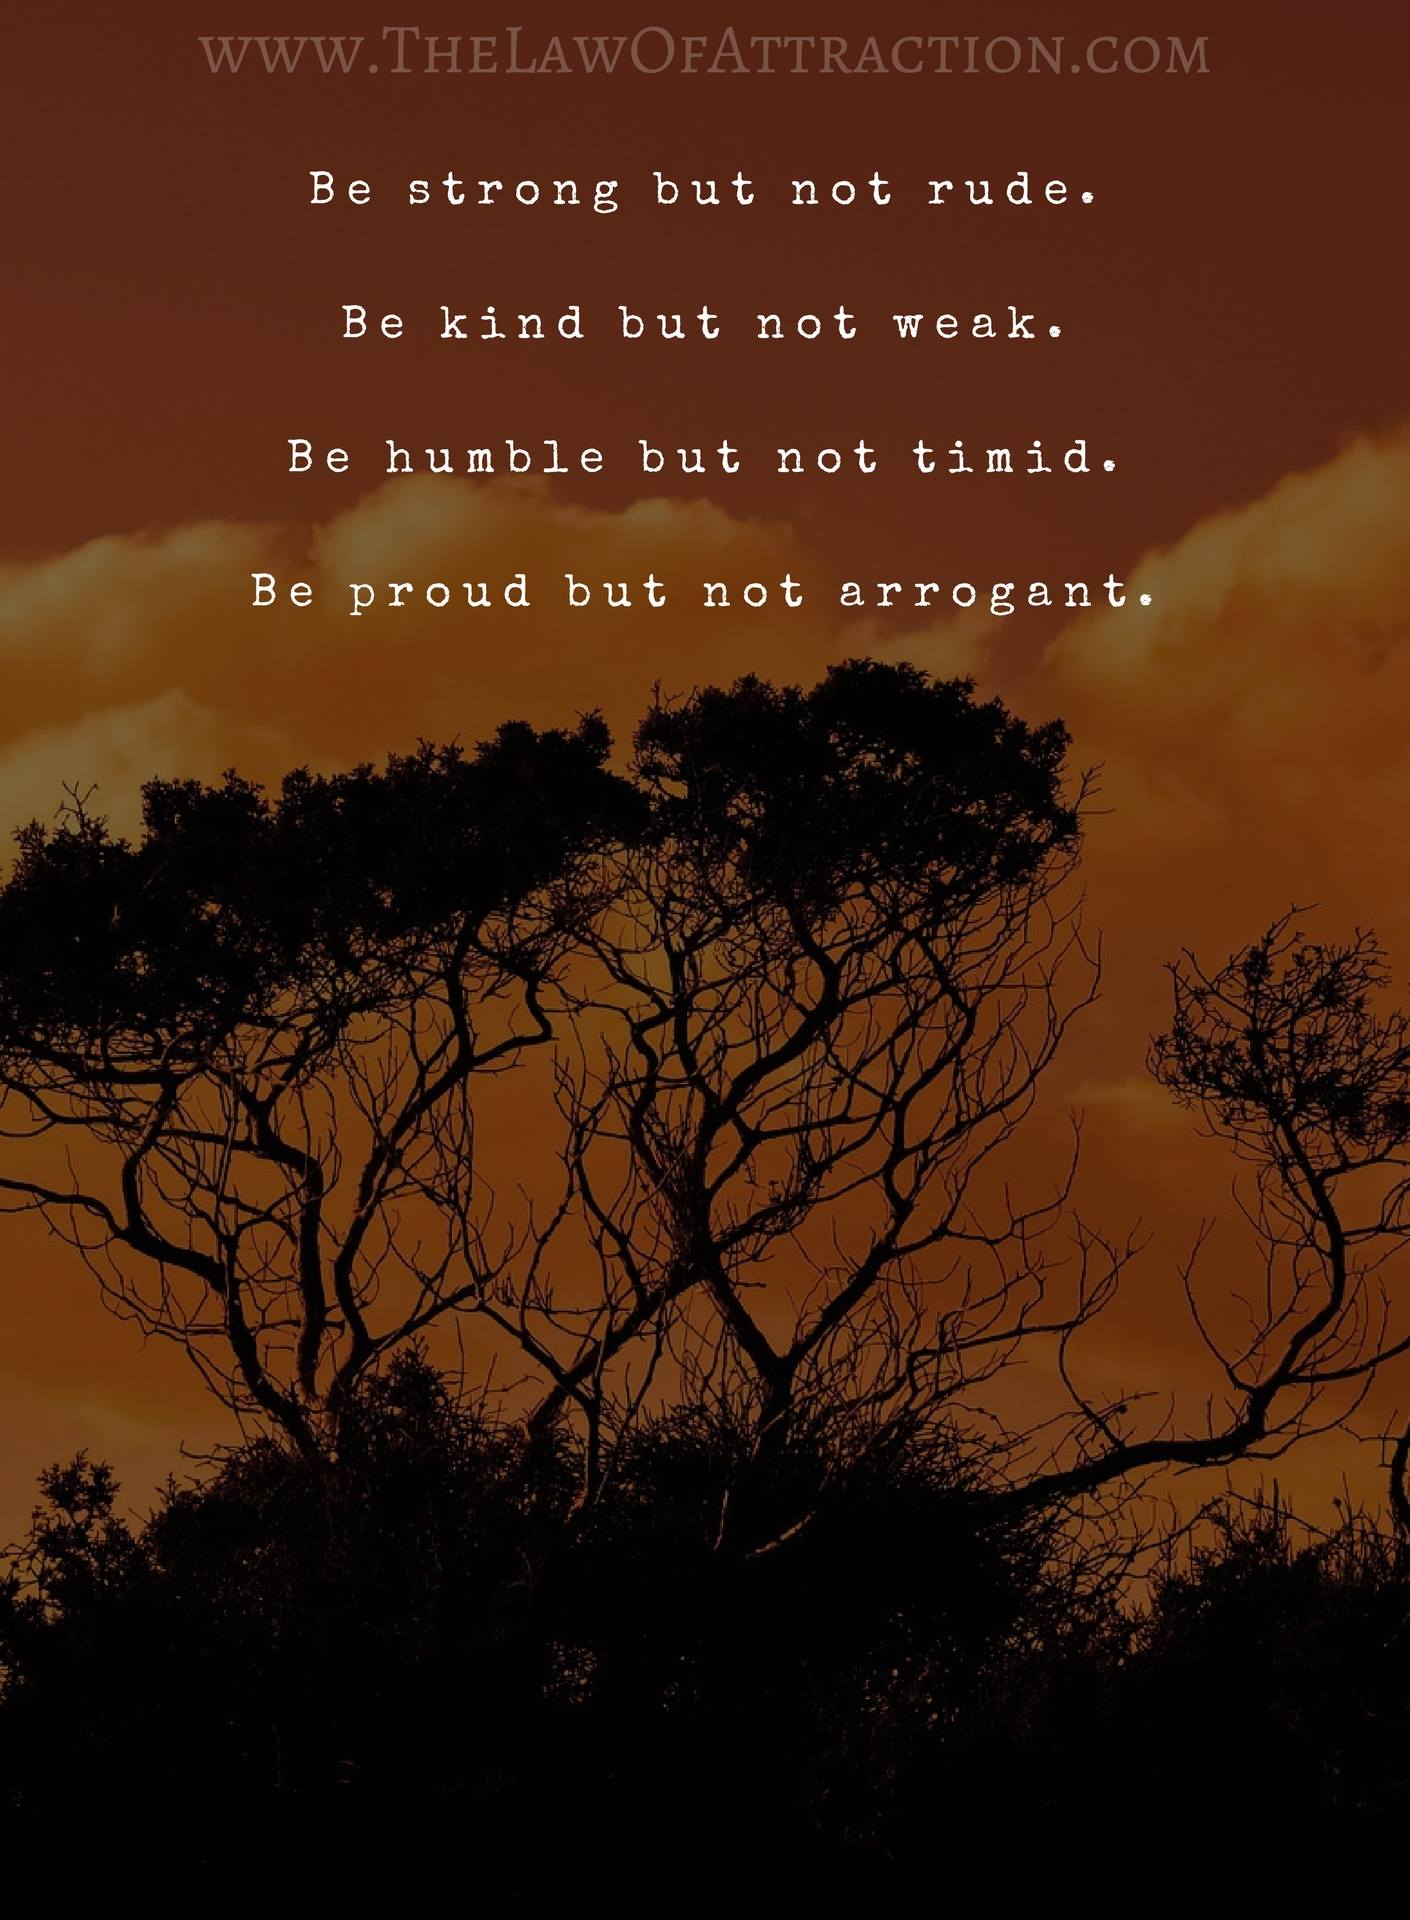 www.TheLawOfAttraction.com
Be strong but not rude.
Be kind but not weak.
Be humble but not timid.
Be proud but not arrogant.